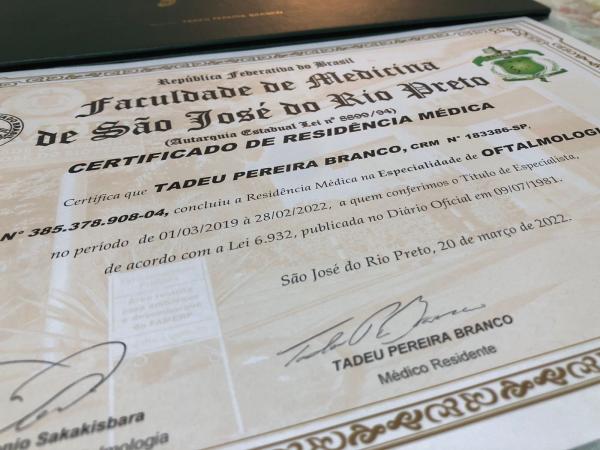 TADEU PEREIRA BRANCO
República Federativa do Brasil
Faculdade de Medicina
de São José do Rio Preto
(Autarquia Estadual Lei nº 8899/94)
CERTIFICADO DE RESIDÊNCIA MÉDICA
Certifica que TADEU PEREIRA BRANCO, CRM N° 183386-SP,
N° 385.378.908-04, concluiu a Residência Médica na Especialidade de OFTALMOLOGI
no período de 01/03/2019 à 28/02/2022, a quem conferimos o Título de Especialista,
de acordo com a Lei 6.932, publicada no Diário Oficial em 09/07/1981.
São José do Rio Preto, 20 de março de 2022.
TADEU PEREIRA BRANCO
Médico Residente
onio Sakakisbara
almologia